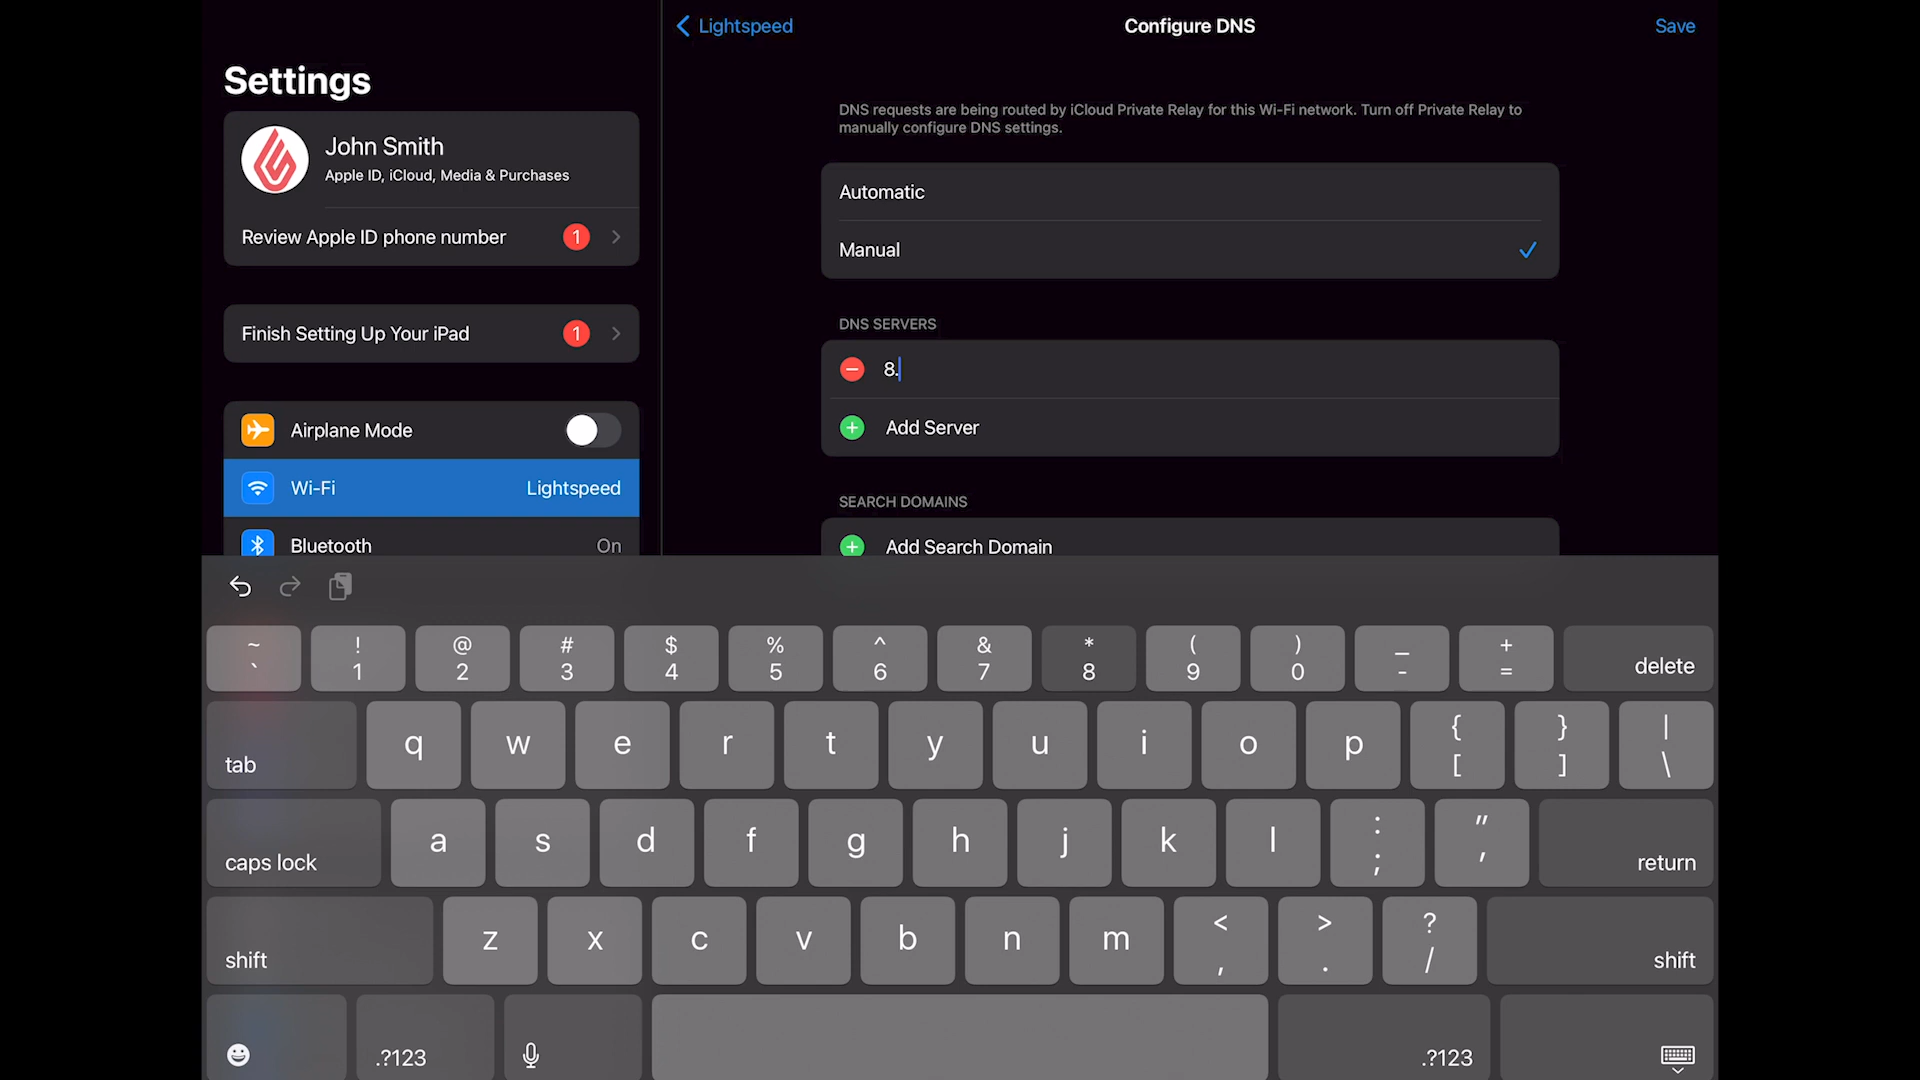 Settings
John Smith
Apple ID, iCloud, Media & Purchases
Review Apple ID phone number 1
Finish Setting Up Your iPad 1
Airplane Mode
Wi-Fi Lightspeed
Bluetooth On
Lightspeed Configure DNS Save
DNS requests are being routed by iCloud Private Relay for this Wi-Fi network. Turn off Private Relay to
manually configure DNS settings.
Automatic
Manual
DNS SERVERS
8.
Add Server
SEARCH DOMAINS
Add Search Domain
~ ! @ # $ % ^ & * ( ) _ +
` 1 2 3 4 5 6 7 8 9 0 - = delete
tab q w e r t y u i o p { [ } ] | \
caps lock a s d f g h j k l : ; " ' return
shift z x c v b n m < , > . ? / shift
.?123 .?123